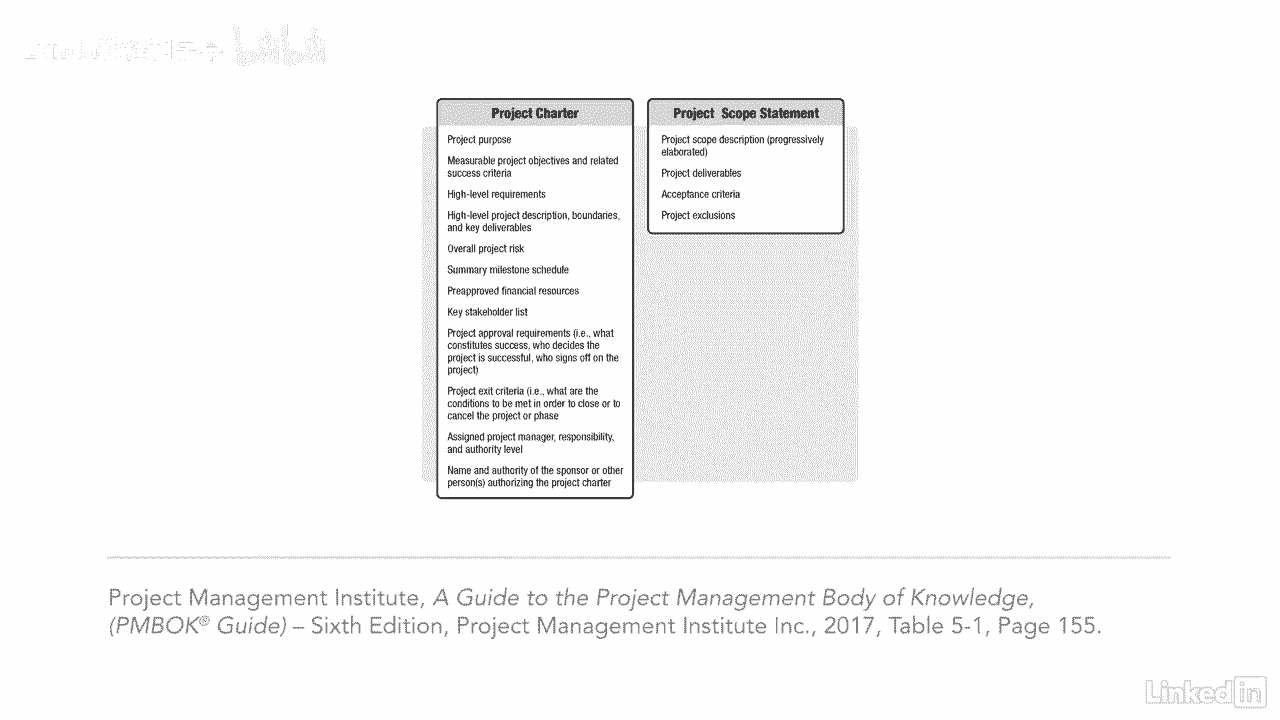 Project Charter
Project purpose
Measurable project objectives and related
success criteria
High-level requirements
High-level project description, boundaries,
and key deliverables
Overall project risk
Summary milestone schedule
Preapproved financial resources
Key stakeholder list
Project approval requirements (i.e., what
constitutes success, who decides the
project is successful, who signs off on the
project)
Project exit criteria (i.e., what are the
conditions to be met in order to close or to
cancel the project or phase
Assigned project manager, responsibility,
and authority level
Name and authority of the sponsor or other
person(s) authorizing the project charter
Project Scope Statement
Project scope description (progressively
elaborated)
Project deliverables
Acceptance criteria
Project exclusions
Project Management Institute, A Guide to the Project Management Body of Knowledge,
(PMBOK® Guide) – Sixth Edition, Project Management Institute Inc., 2017, Table 5-1, Page 155.
Linked in